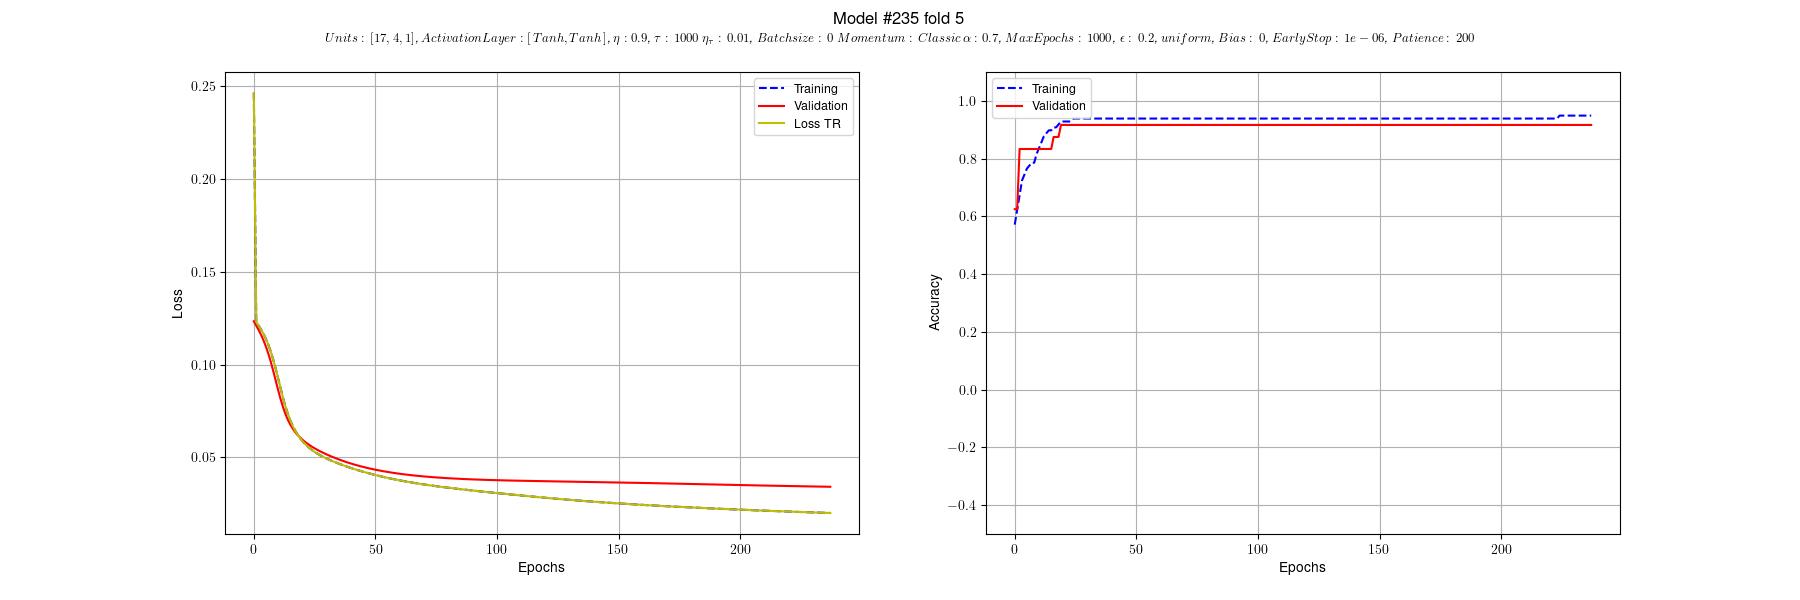 Model #235 fold 5
Units : [17, 4, 1], ActivationLayer : [Tanh, Tanh], η : 0.9, τ : 1000 η_τ : 0.01, Batchsize : 0 Momentum : Classic α : 0.7, MaxEpochs : 1000, ϵ : 0.2, uniform, Bias : 0, EarlyStop : 1e − 06, Patience : 200
Loss
0.25
0.20
0.15
0.10
0.05
Training
Validation
Loss TR
0 50 100 150 200
Epochs
Accuracy
1.0
0.8
0.6
0.4
0.2
0.0
−0.2
−0.4
Training
Validation
0 50 100 150 200
Epochs